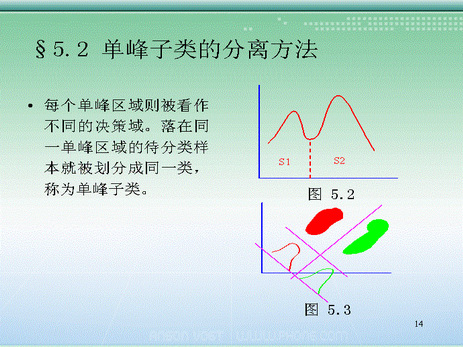 §5.2 单峰子类的分离方法
• 每个单峰区域则被看作
不同的决策域。落在同
一单峰区域的待分类样
本就被划分成同一类，
称为单峰子类。
S1
S2
图 5.2
图 5.3
14